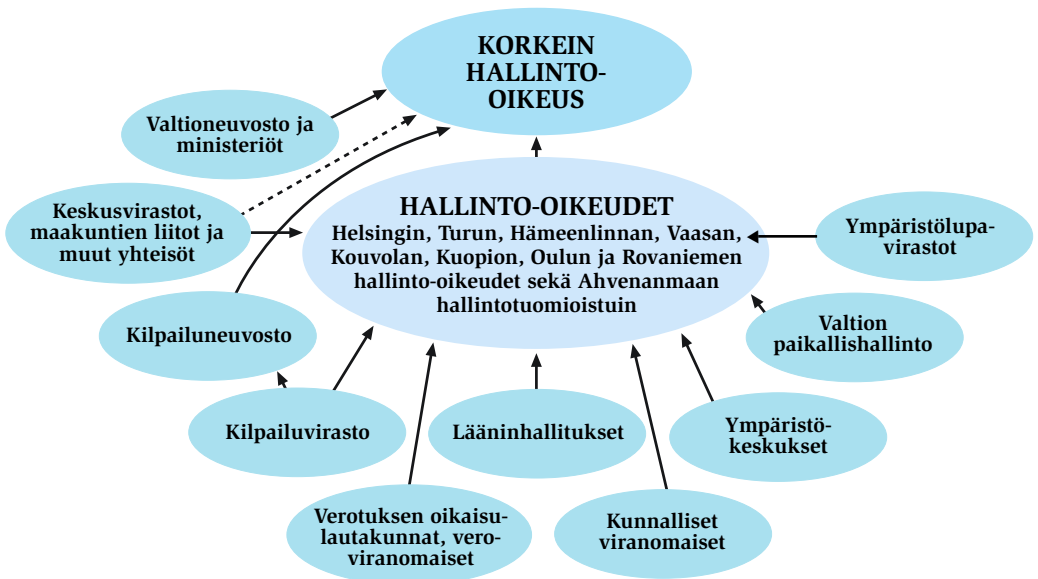 KORKEIN
HALLINTO-
OIKEUS
Valtioneuvosto ja
ministeriöt
Keskusvirastot,
maakuntien liitot ja
muut yhteisöt
HALLINTO-OIKEUDET
Helsingin, Turun, Hämeenlinnan, Vaasan,
Kouvolan, Kuopion, Oulun ja Rovaniemen
hallinto-oikeudet sekä Ahvenanmaan
hallintotuomioistuin
Ympäristölupa-
virastot
Kilpailuneuvosto
Valtion
paikallishallinto
Kilpailuvirasto
Lääninhallitukset
Ympäristö-
keskukset
Verotuksen oikaisu-
lautakunnat, vero-
viranomaiset
Kunnalliset
viranomaiset